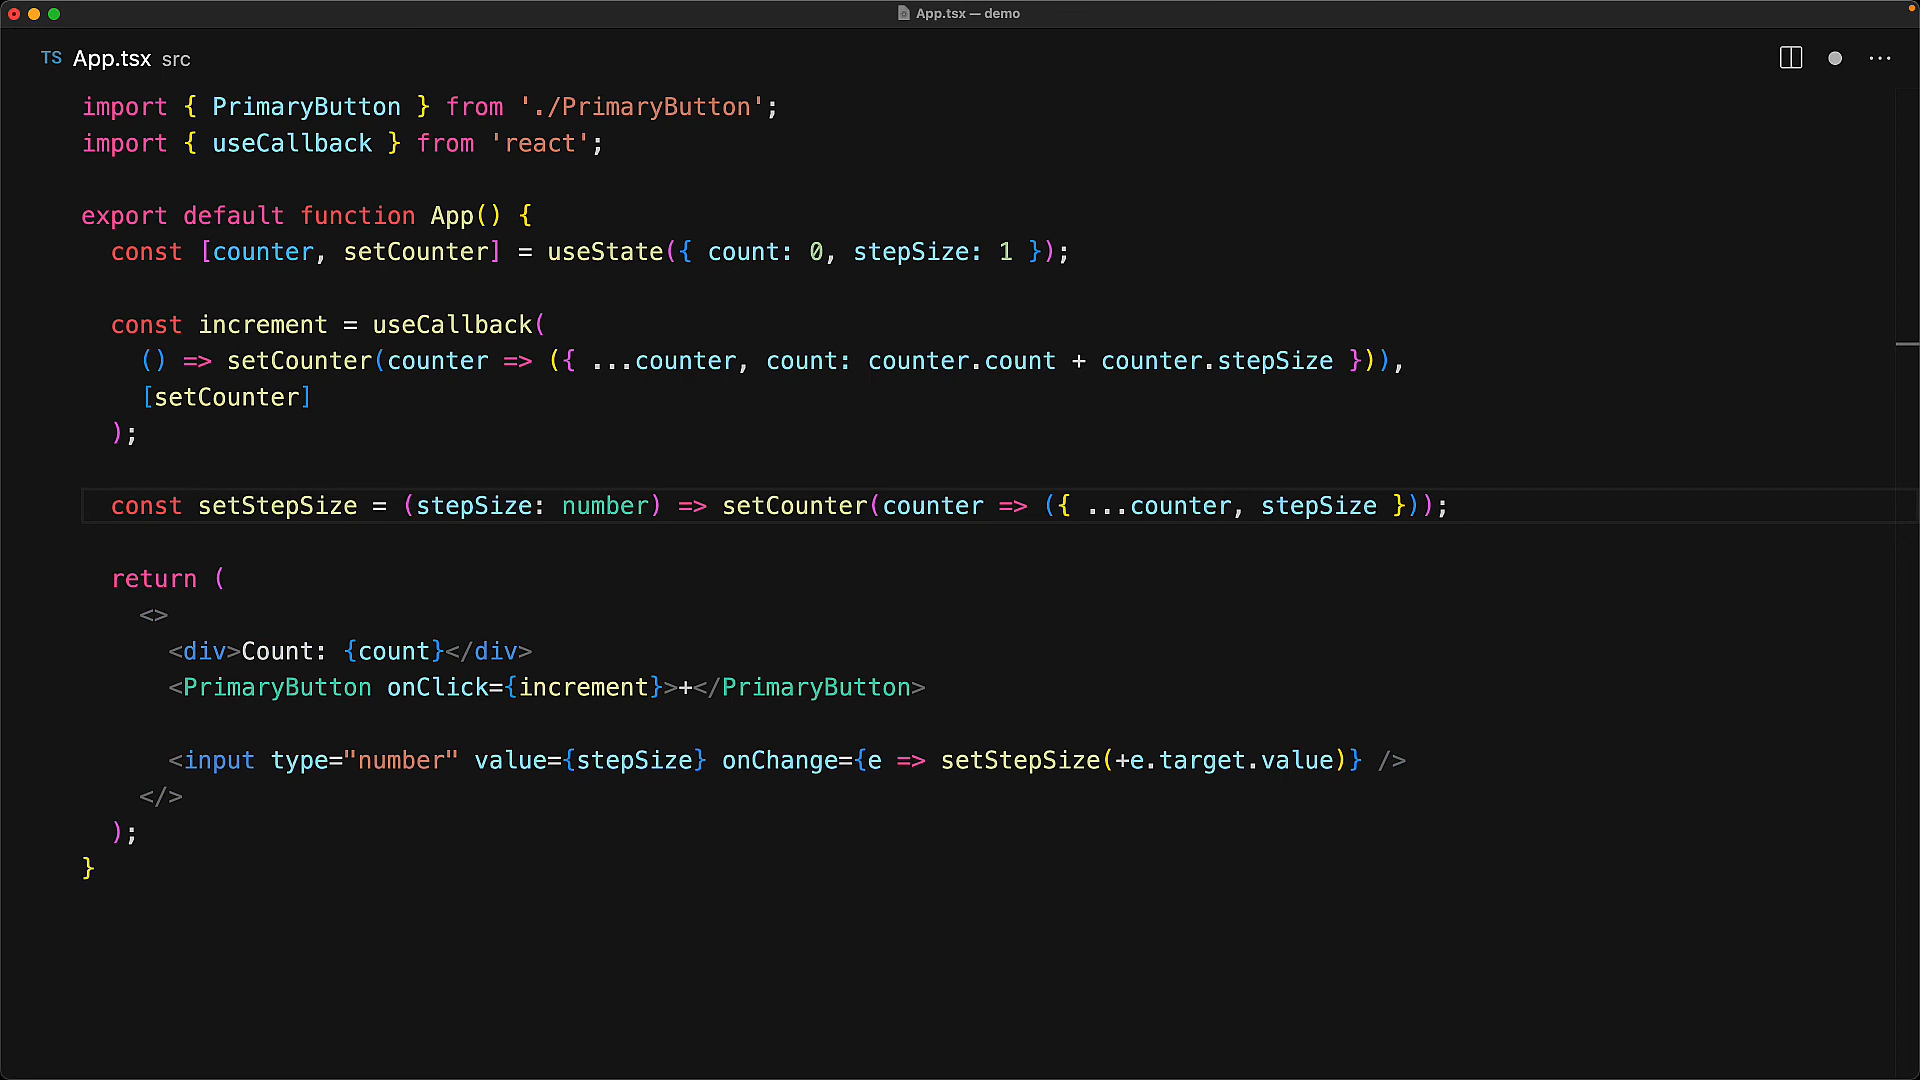 App.tsx — demo
TS App.tsx src
import { PrimaryButton } from './PrimaryButton';
import { useCallback } from 'react';
export default function App() {
const [counter, setCounter] = useState({ count: 0, stepSize: 1 });
const increment = useCallback(
() => setCounter(counter => ({ ...counter, count: counter.count + counter.stepSize })),
[setCounter]
);
const setStepSize = (stepSize: number) => setCounter(counter => ({ ...counter, stepSize }));
return (
<>
<div>Count: {count}</div>
<PrimaryButton onClick={increment}>+</PrimaryButton>
<input type="number" value={stepSize} onChange={e => setStepSize(+e.target.value)} />
</>
);
}